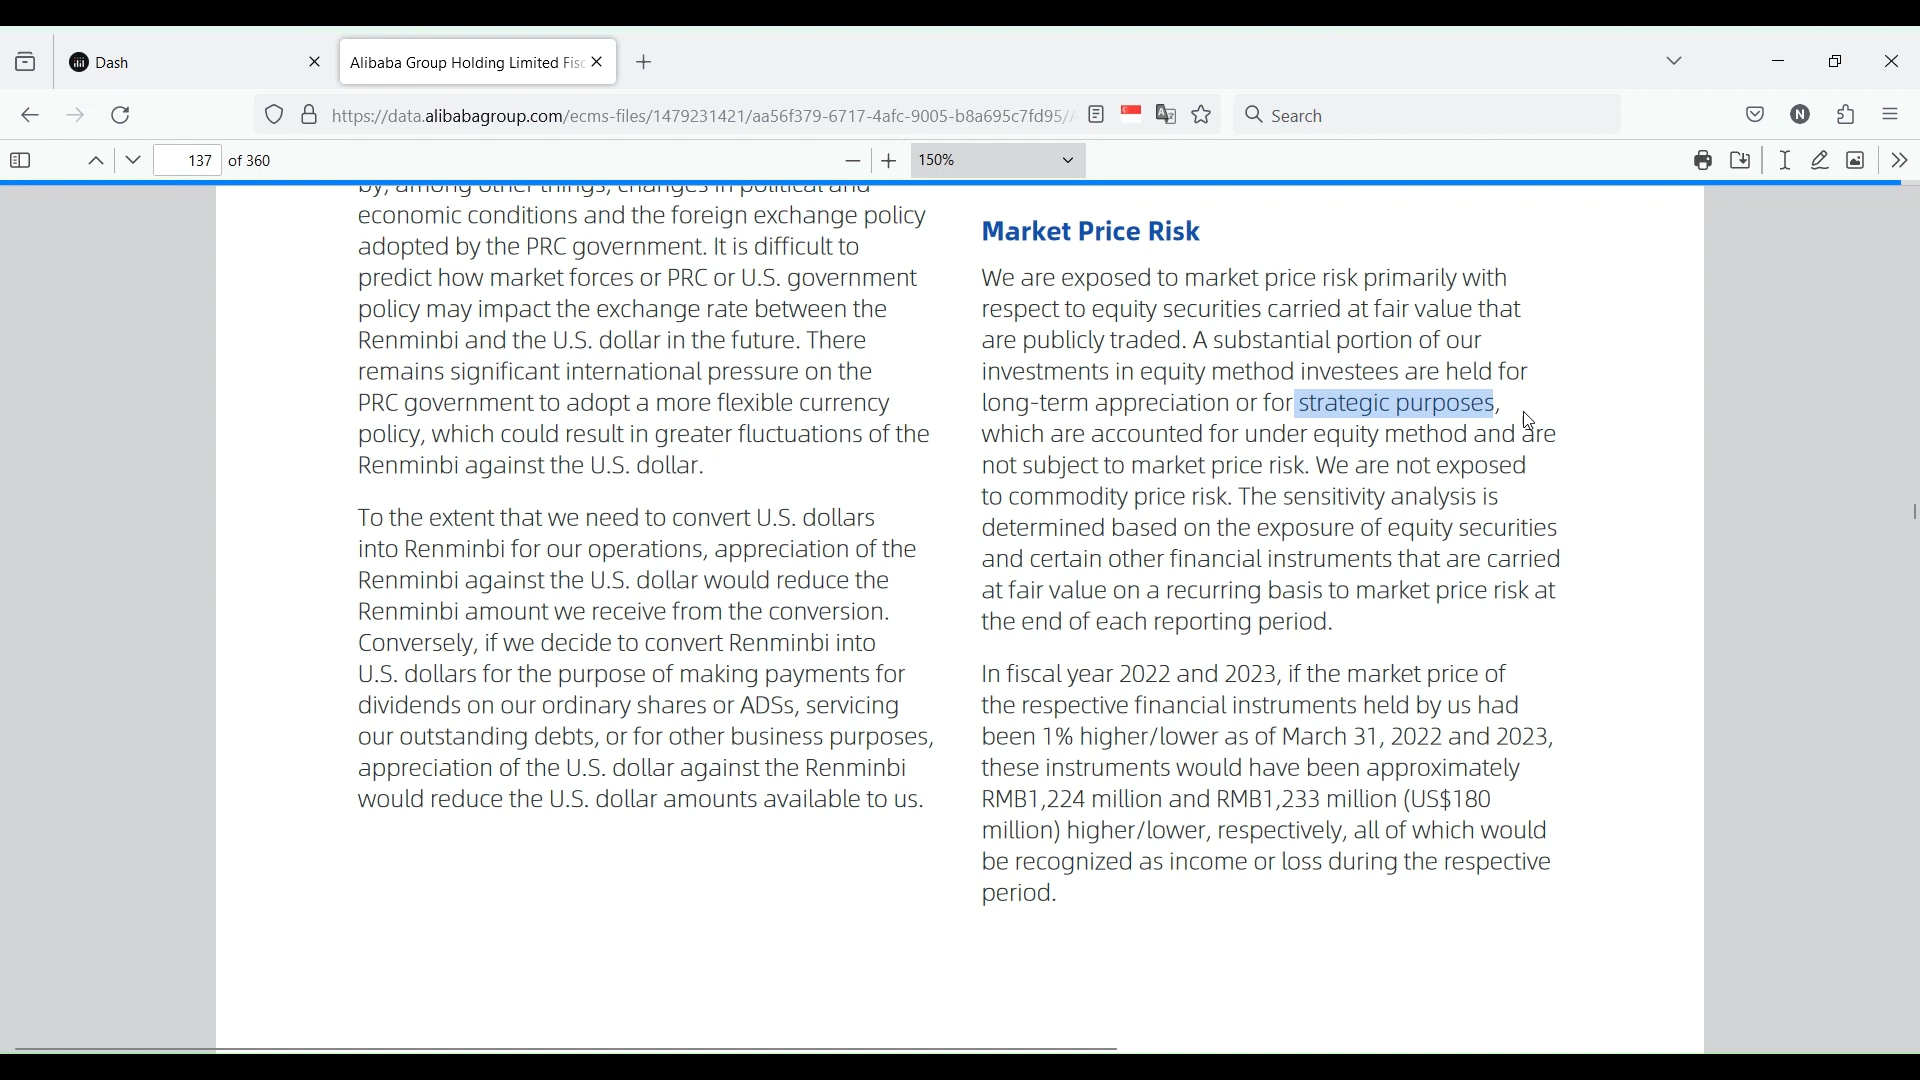 Dash
Alibaba Group Holding Limited Fisc
https://data.alibabagroup.com/ecms-files/1479231421/aa56f379-6717-4afc-9005-b8a695c7fd95/
Search
N
137 of 360
150%
by, among other things, changes in political and
economic conditions and the foreign exchange policy
adopted by the PRC government. It is difficult to
predict how market forces or PRC or U.S. government
policy may impact the exchange rate between the
Renminbi and the U.S. dollar in the future. There
remains significant international pressure on the
PRC government to adopt a more flexible currency
policy, which could result in greater fluctuations of the
Renminbi against the U.S. dollar.
To the extent that we need to convert U.S. dollars
into Renminbi for our operations, appreciation of the
Renminbi against the U.S. dollar would reduce the
Renminbi amount we receive from the conversion.
Conversely, if we decide to convert Renminbi into
U.S. dollars for the purpose of making payments for
dividends on our ordinary shares or ADSs, servicing
our outstanding debts, or for other business purposes,
appreciation of the U.S. dollar against the Renminbi
would reduce the U.S. dollar amounts available to us.
Market Price Risk
We are exposed to market price risk primarily with
respect to equity securities carried at fair value that
are publicly traded. A substantial portion of our
investments in equity method investees are held for
long-term appreciation or for strategic purposes,
which are accounted for under equity method and are
not subject to market price risk. We are not exposed
to commodity price risk. The sensitivity analysis is
determined based on the exposure of equity securities
and certain other financial instruments that are carried
at fair value on a recurring basis to market price risk at
the end of each reporting period.
In fiscal year 2022 and 2023, if the market price of
the respective financial instruments held by us had
been 1% higher/lower as of March 31, 2022 and 2023,
these instruments would have been approximately
RMB1,224 million and RMB1,233 million (US$180
million) higher/lower, respectively, all of which would
be recognized as income or loss during the respective
period.